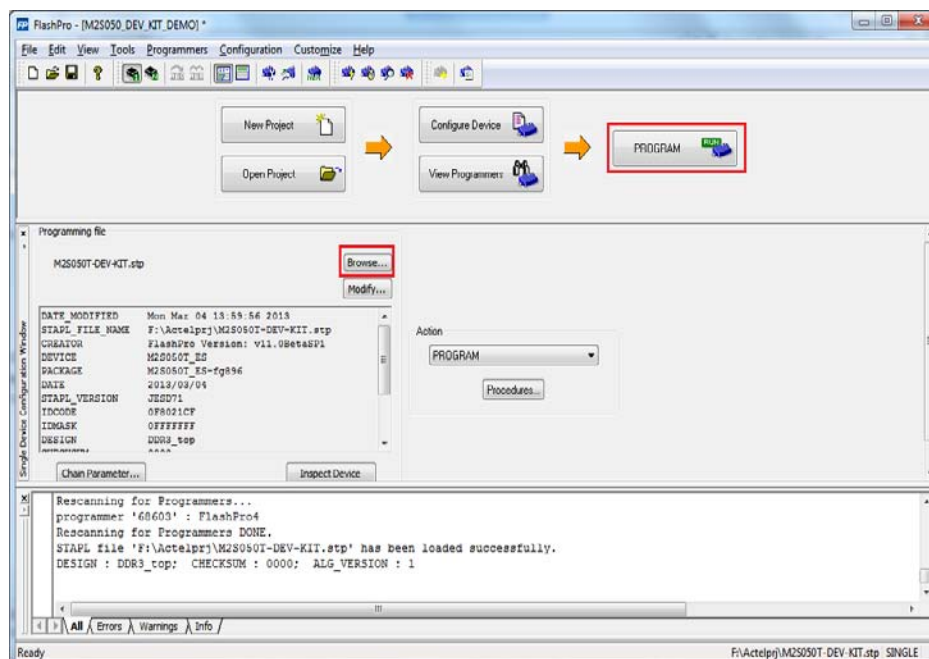 FlashPro - [M2S050_DEV_KIT_DEMO] *
File Edit View Tools Programmers Configuration Customize Help
New Project
Configure Device
PROGRAM
Open Project
View Programmers
Programming file
M2S050T-DEV-KIT.stp
Browse...
Modify...
DATE_MODIFIED Mon Mar 04 13:59:56 2013
STAPL_FILE_NAME F:\Actelprj\M2S050T-DEV-KIT.stp
CREATOR FlashPro Version: v11.0BetaSP1
DEVICE M2S050T_ES
PACKAGE M2S050T_ES-fg896
DATE 2013/03/04
STAPL_VERSION JESD71
IDCODE 0F8021CF
IDMASK 0FFFFFFF
DESIGN DDR3_top
Action
PROGRAM
Procedures...
Chain Parameter...
Inspect Device
Single Device Configuration Window
Rescanning for Programmers...
programmer '68603' : FlashPro4
Rescanning for Programmers DONE.
STAPL file 'F:\Actelprj\M2S050T-DEV-KIT.stp' has been loaded successfully.
DESIGN : DDR3_top; CHECKSUM : 0000; ALG_VERSION : 1
All Errors Warnings Info
Ready
F:\Actelprj\M2S050T-DEV-KIT.stp SINGLE